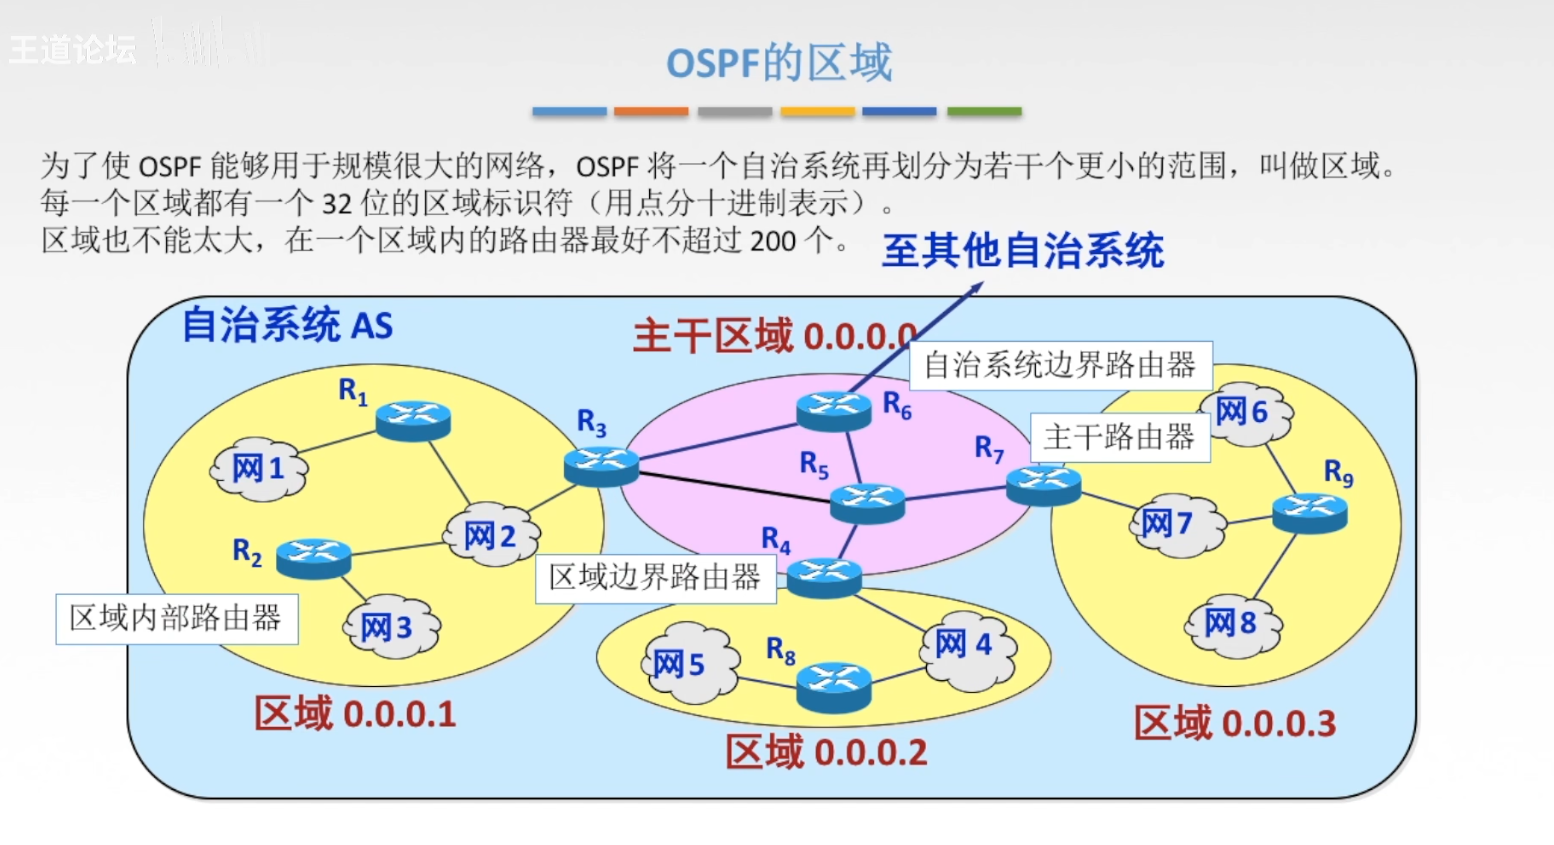 王道论坛
OSPF的区域
为了使 OSPF 能够用于规模很大的网络，OSPF 将一个自治系统再划分为若干个更小的范围，叫做区域。
每一个区域都有一个 32 位的区域标识符（用点分十进制表示）。
区域也不能太大，在一个区域内的路由器最好不超过 200 个。
至其他自治系统
自治系统 AS
主干区域 0.0.0.0
自治系统边界路由器
R1
R6
网6
R3
主干路由器
R7
R5
网1
R9
网7
网2
R4
R2
区域边界路由器
区域内部路由器
网3
网8
R8
网4
网5
区域 0.0.0.1
区域 0.0.0.3
区域 0.0.0.2